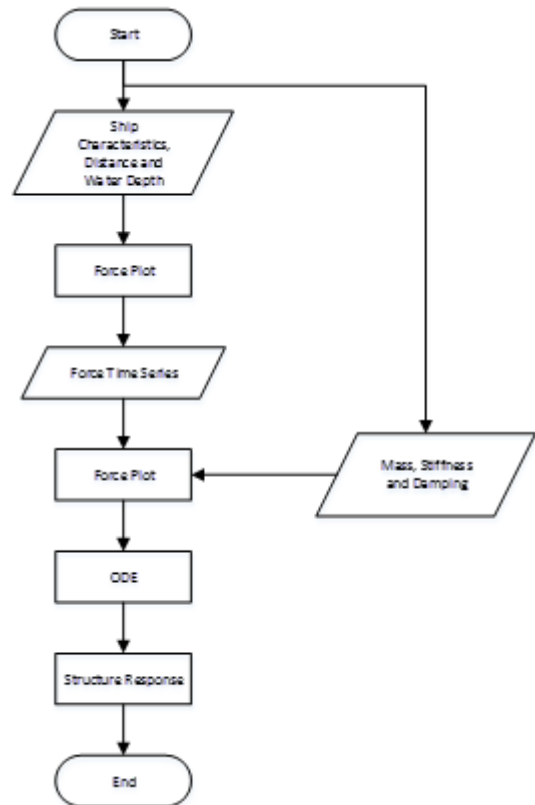 Start
Ship
Characteristics,
Distance and
Water Depth
Force Plot
Force Time Series
Force Plot
Mass, Stiffness
and Damping
ODE
Structure Response
End